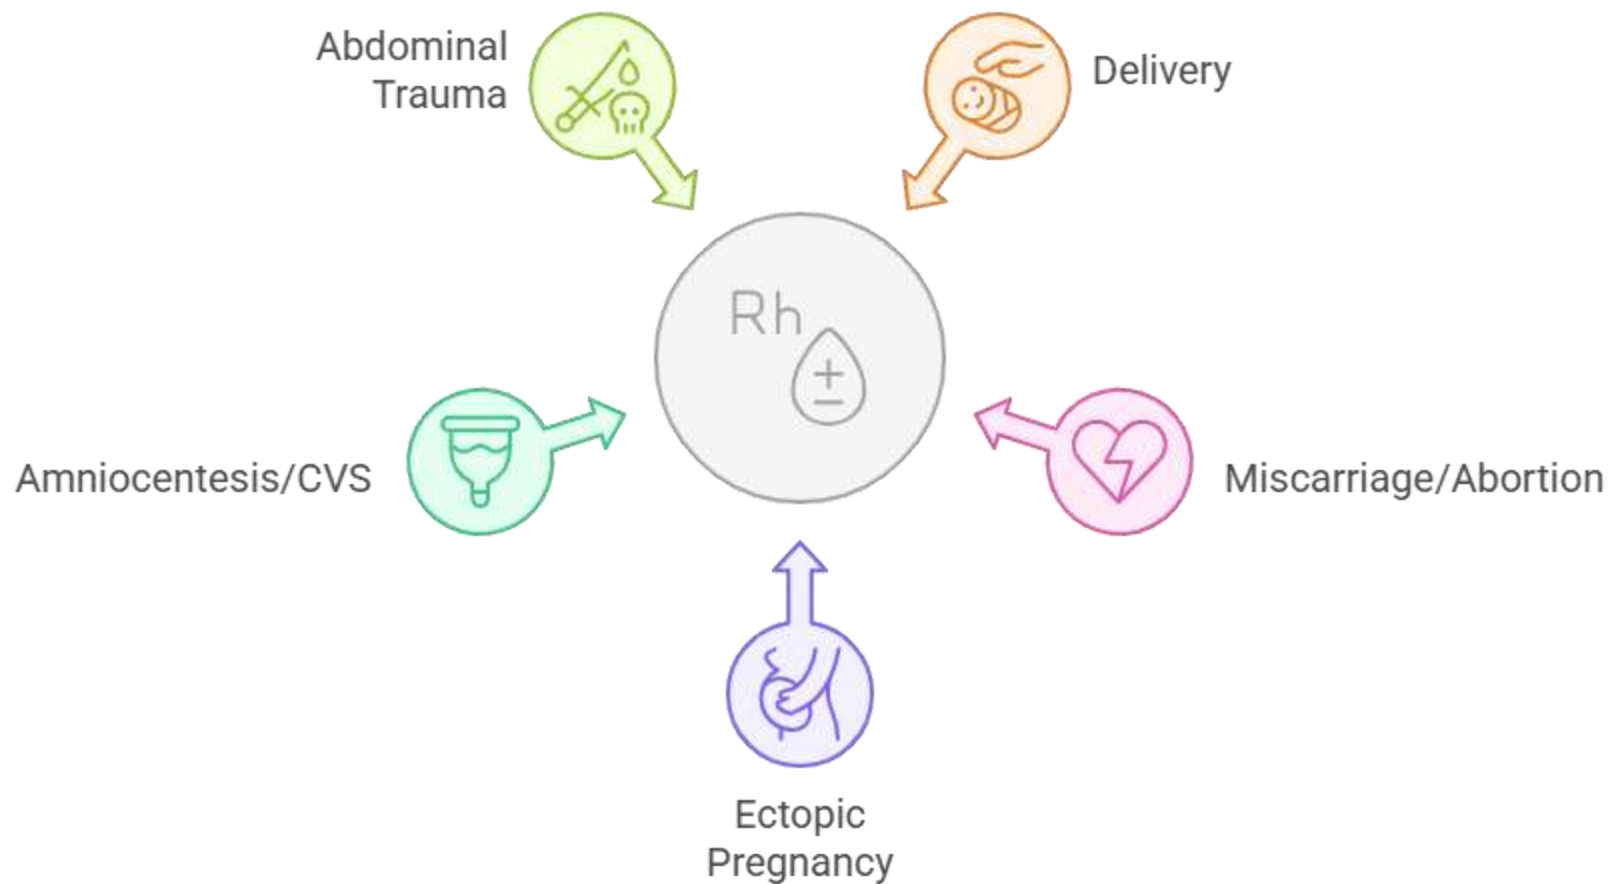 Abdominal
Trauma
Delivery
Rh
+
−
Amniocentesis/CVS
Miscarriage/Abortion
Ectopic
Pregnancy